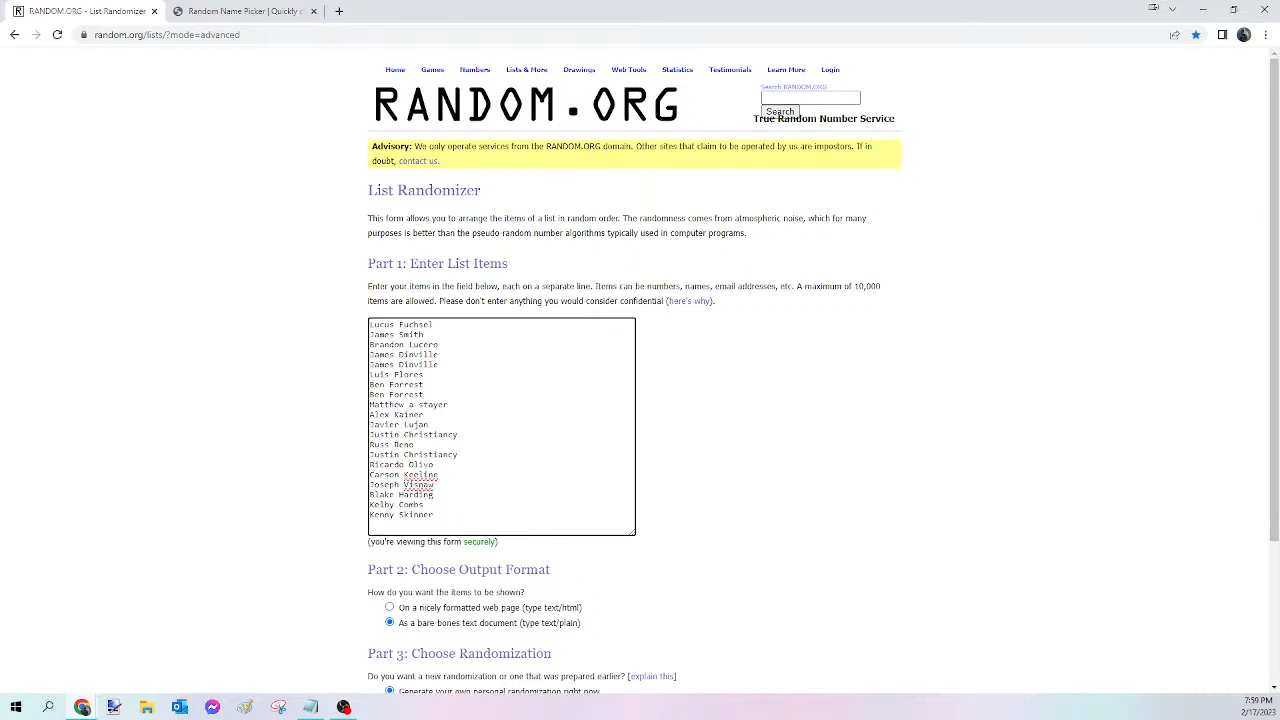 RANDOM.ORG - List Randomizer
Random Name Picker | Quickly c
random.org/lists/?mode=advanced
Home Games Numbers Lists & More Drawings Web Tools Statistics Testimonials Learn More Login
Search RANDOM.ORG
RANDOM.ORG
Search
True Random Number Service
Advisory: We only operate services from the RANDOM.ORG domain. Other sites that claim to be operated by us are impostors. If in
doubt, contact us.
List Randomizer
This form allows you to arrange the items of a list in random order. The randomness comes from atmospheric noise, which for many
purposes is better than the pseudo-random number algorithms typically used in computer programs.
Part 1: Enter List Items
Enter your items in the field below, each on a separate line. Items can be numbers, names, email addresses, etc. A maximum of 10,000
items are allowed. Please don't enter anything you would consider confidential (here's why).
Lucus Fuchsel
James Smith
Brandon Lucero
James Dinville
James Dinville
Luis Flores
Ben Forrest
Ben Forrest
Matthew a stayer
Alex Kainer
Javier Lujan
Justin Christiancy
Russ Reno
Justin Christiancy
Ricardo Olivo
Carson Keeline
Joseph Visnaw
Blake Harding
Kelby Combs
Kenny Skinner
(you're viewing this form securely)
Part 2: Choose Output Format
How do you want the items to be shown?
On a nicely formatted web page (type text/html)
As a bare-bones text document (type text/plain)
Part 3: Choose Randomization
Do you want a new randomization or one that was prepared earlier? [explain this]
Generate your own personal randomization right now
7:59 PM
2/17/2023